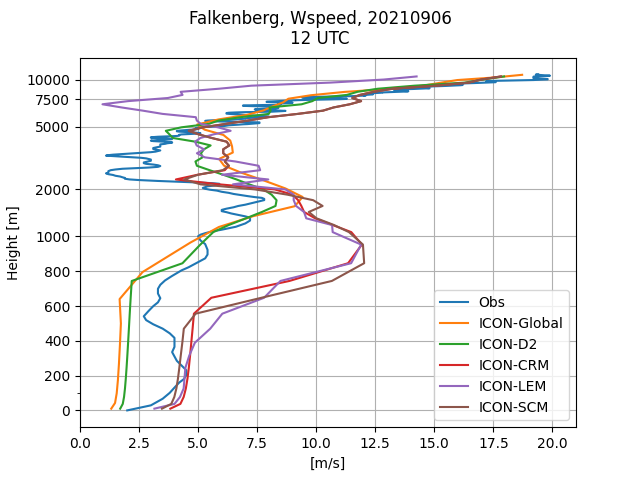 Falkenberg, Wspeed, 20210906
12 UTC
Height [m]
10000
7500
5000
2000
1000
800
600
400
200
0
Obs
ICON-Global
ICON-D2
ICON-CRM
ICON-LEM
ICON-SCM
0.0 2.5 5.0 7.5 10.0 12.5 15.0 17.5 20.0
[m/s]